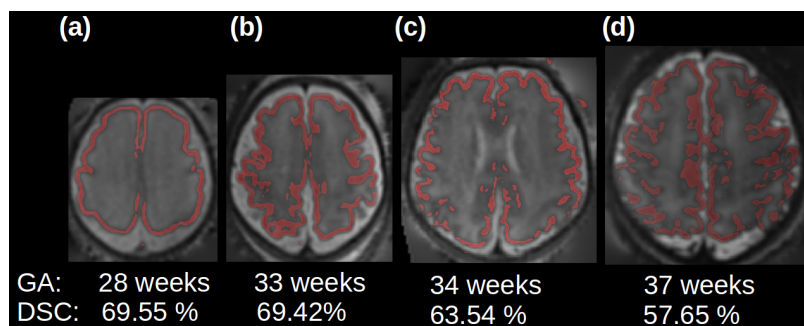 (a) (b) (c) (d)
GA: 28 weeks 33 weeks 34 weeks 37 weeks
DSC: 69.55 % 69.42% 63.54 % 57.65 %